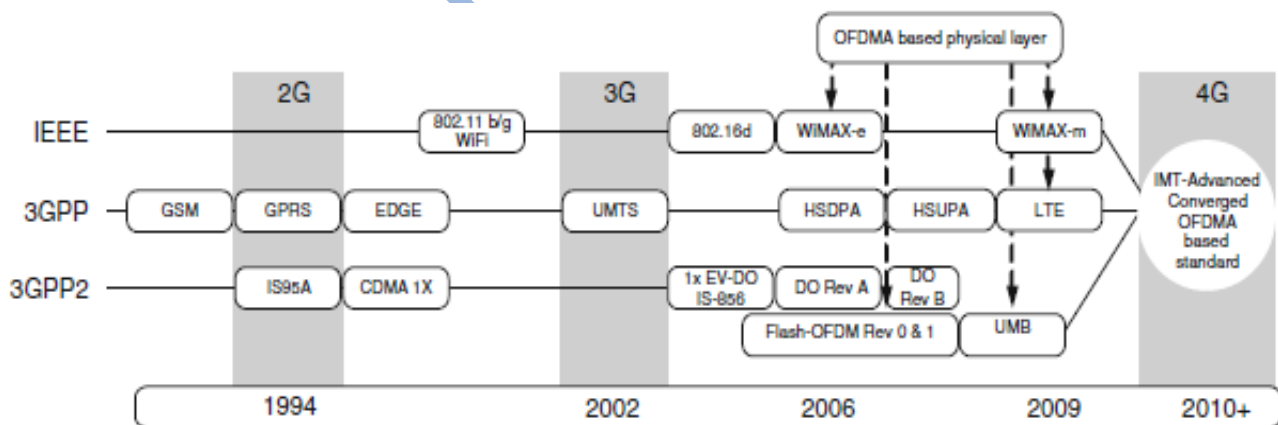 OFDMA based physical layer
2G
3G
4G
IEEE
802.11 b/g
WiFi
802.16d
WiMAX-e
WiMAX-m
3GPP
GSM
GPRS
EDGE
UMTS
HSDPA
HSUPA
LTE
IMT-Advanced
Converged
OFDMA
based
standard
3GPP2
IS95A
CDMA 1X
1x EV-DO
IS-856
DO Rev A
DO
Rev B
Flash-OFDM Rev 0 & 1
UMB
1994
2002
2006
2009
2010+